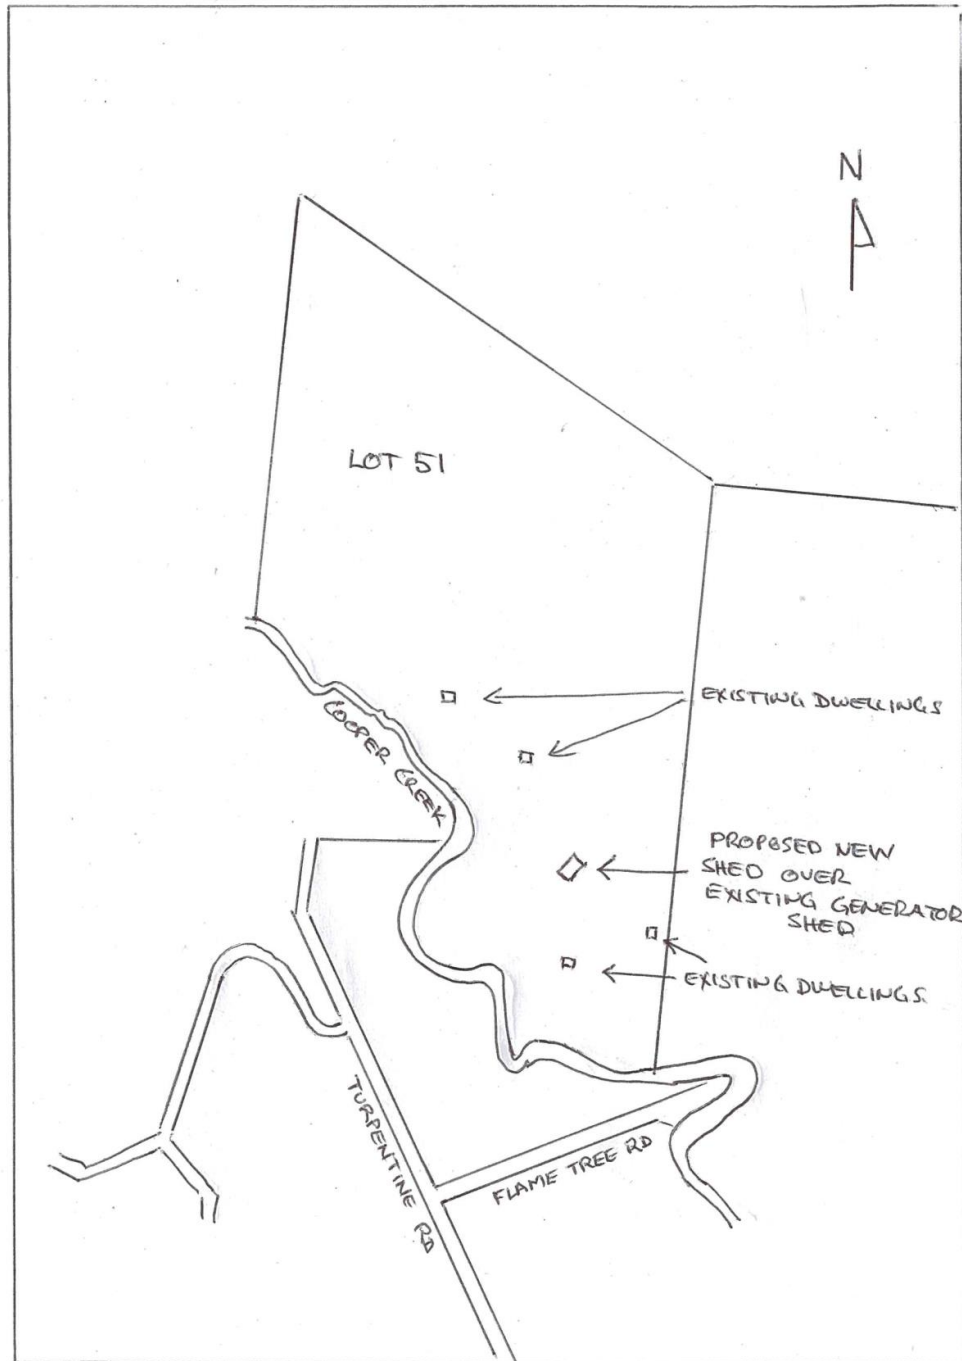 N
LOT 51
EXISTING DWELLINGS
COOPER CREEK
PROPOSED NEW
SHED OVER
EXISTING GENERATOR
SHED
EXISTING DWELLINGS
TURPENTINE RD
FLAME TREE RD